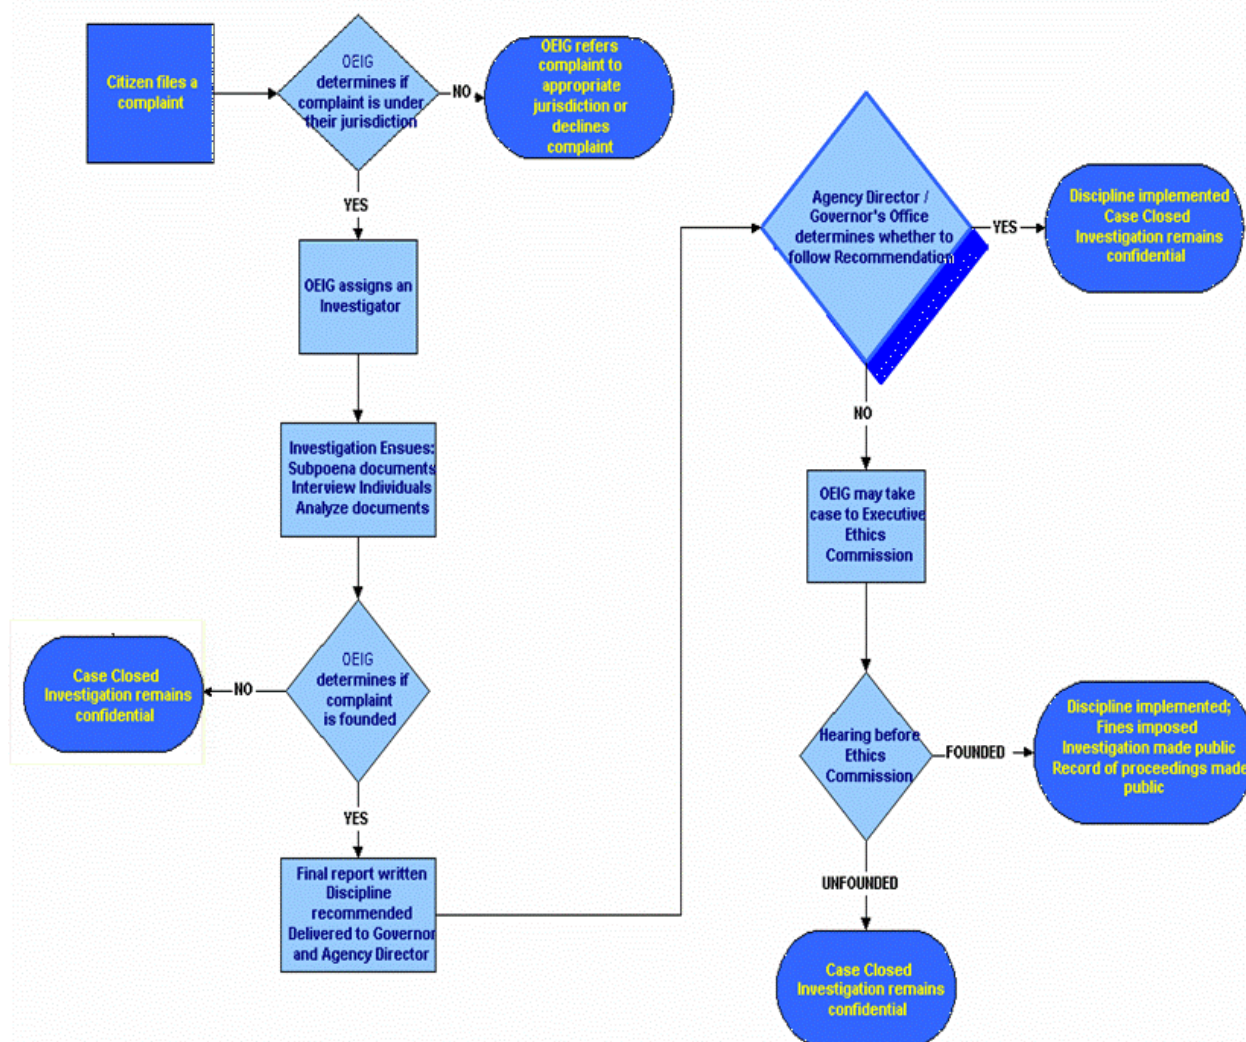 Citizen files a
complaint
OEIG
determines if
complaint is under
their jurisdiction
NO
OEIG refers
complaint to
appropriate
jurisdiction or
declines
complaint
YES
OEIG assigns an
Investigator
Investigation Ensues:
Subpoena documents
Interview Individuals
Analyze documents
OEIG
determines if
complaint
is founded
NO
Case Closed
Investigation remains
confidential
YES
Final report written
Discipline
recommended
Delivered to Governor
and Agency Director
Agency Director /
Governor's Office
determines whether to
follow Recommendation
YES
Discipline implemented
Case Closed
Investigation remains
confidential
NO
OEIG may take
case to Executive
Ethics
Commission
Hearing before
Ethics
Commission
FOUNDED
Discipline implemented;
Fines imposed
Investigation made public
Record of proceedings made
public
UNFOUNDED
Case Closed
Investigation remains
confidential